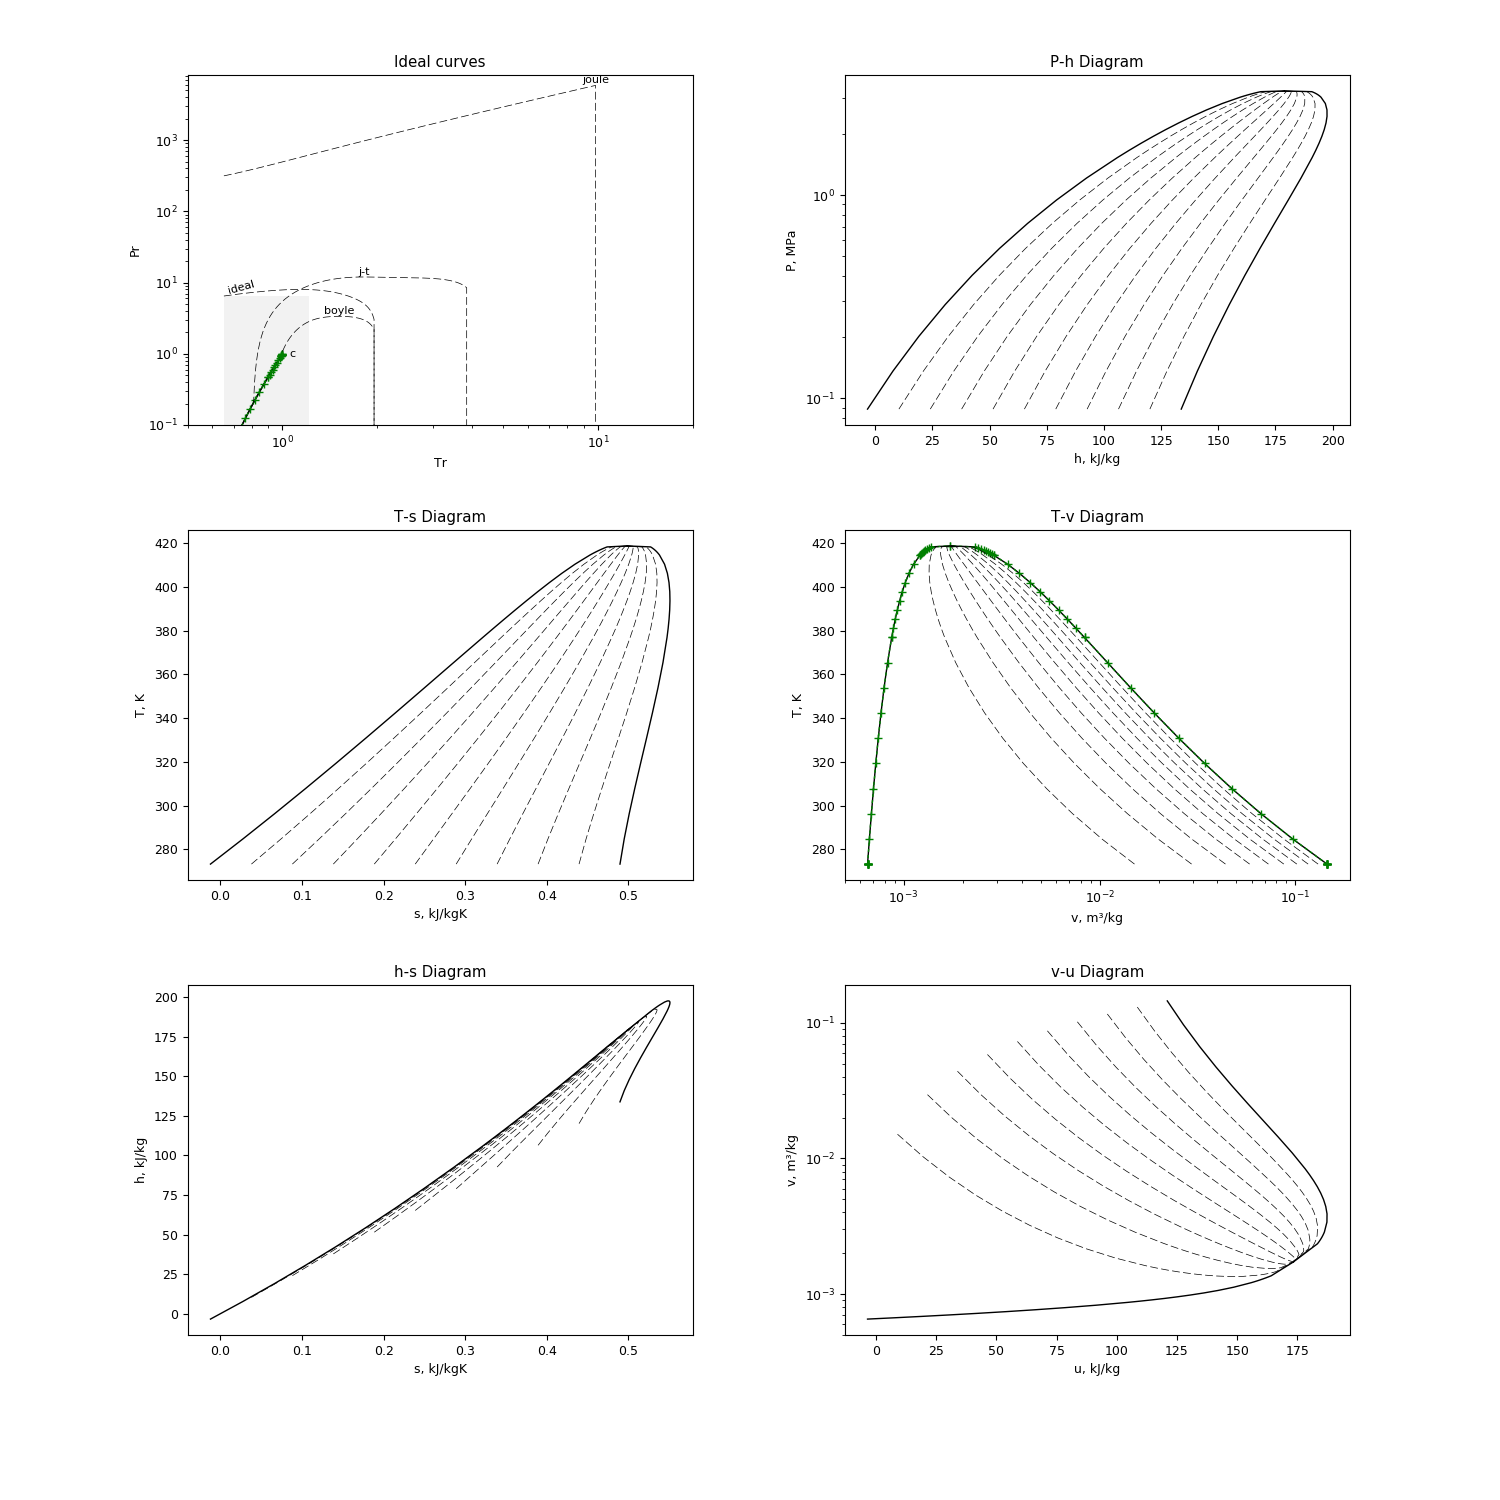 Ideal curves
joule
10³
10²
10¹
10⁰
10⁻¹
Pr
ideal
j-t
boyle
c
10⁰
10¹
Tr
P-h Diagram
10⁰
10⁻¹
P, MPa
0 25 50 75 100 125 150 175 200
h, kJ/kg
T-s Diagram
420
400
380
360
340
320
300
280
T, K
0.0 0.1 0.2 0.3 0.4 0.5
s, kJ/kgK
T-v Diagram
420
400
380
360
340
320
300
280
T, K
10⁻³ 10⁻² 10⁻¹
v, m³/kg
h-s Diagram
200
175
150
125
100
75
50
25
0
h, kJ/kg
0.0 0.1 0.2 0.3 0.4 0.5
s, kJ/kgK
v-u Diagram
10⁻¹
10⁻²
10⁻³
v, m³/kg
0 25 50 75 100 125 150 175
u, kJ/kg